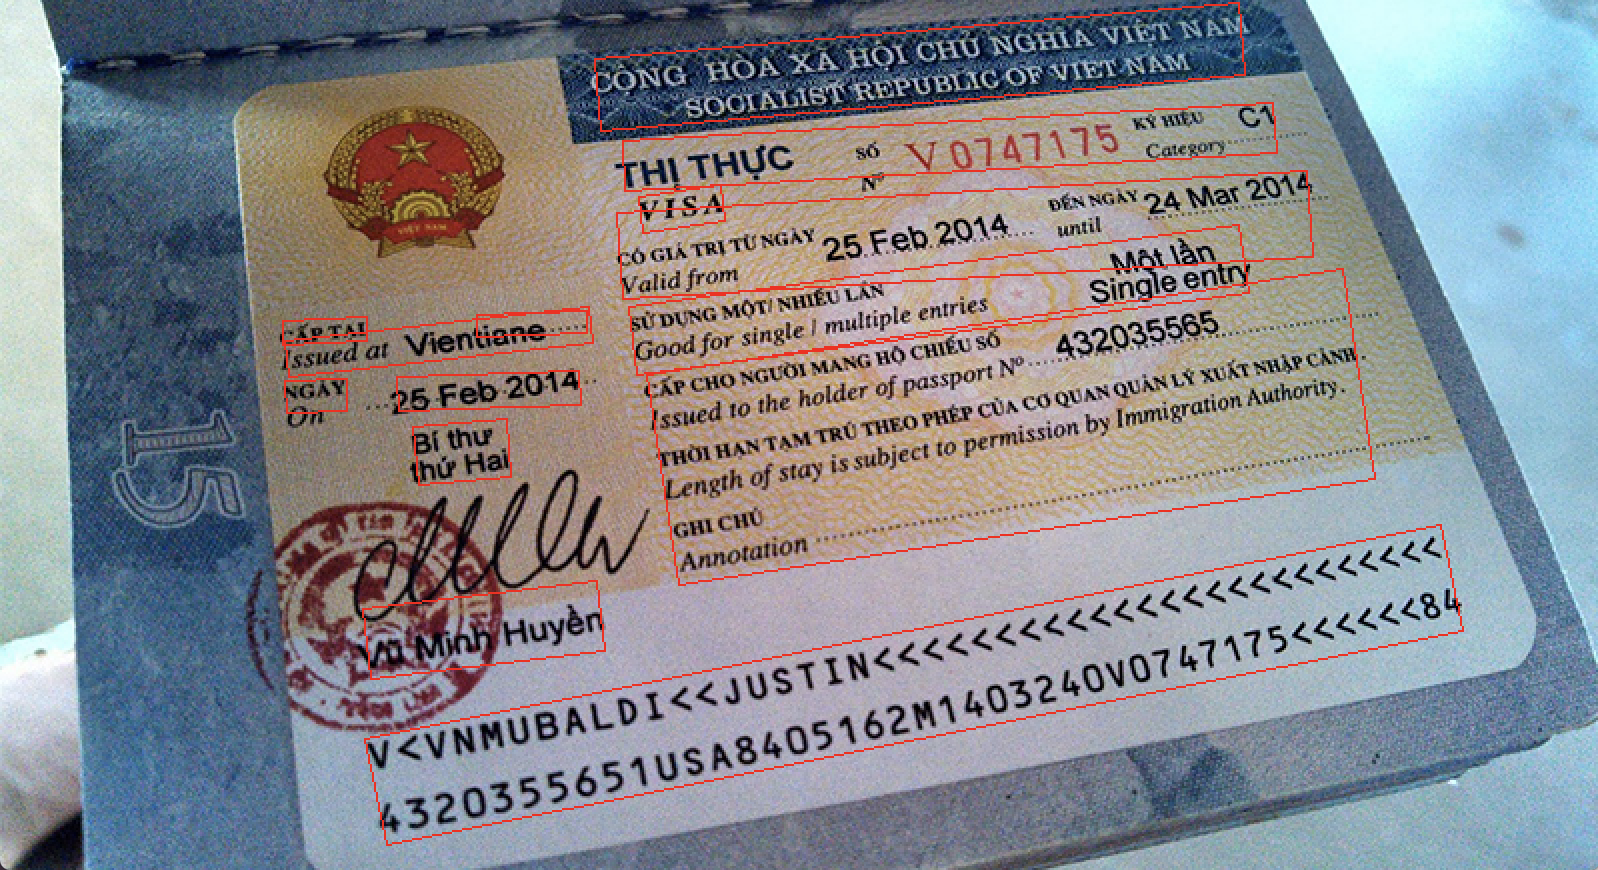 CỘNG HÒA XÃ HỘI CHỦ NGHĨA VIỆT NAM
SOCIALIST REPUBLIC OF VIET NAM
VIỆT NAM
THỊ THỰC
VISA
SỐ
Nº
V 0747175
KÝ HIỆU
Category
C1
CÓ GIÁ TRỊ TỪ NGÀY
Valid from
25 Feb 2014
ĐẾN NGÀY
until
24 Mar 2014
SỬ DỤNG MỘT/ NHIỀU LẦN
Good for single / multiple entries
Một lần
Single entry
CẤP CHO NGƯỜI MANG HỘ CHIẾU SỐ
Issued to the holder of passport Nº 432035565
THỜI HẠN TẠM TRÚ THEO PHÉP CỦA CƠ QUAN QUẢN LÝ XUẤT NHẬP CẢNH.
Length of stay is subject to permission by Immigration Authority.
GHI CHÚ
Annotation
CẤP TẠI
Issued at Vientiane
NGÀY
On
25 Feb 2014
Bí thư
thứ Hai
Vũ Minh Huyền
15
V<VNMUBALDI<<JUSTIN<<<<<<<<<<<<<<<<<<<<<<<<<
4320355651USA8405162M1403240V0747175<<<<<<84